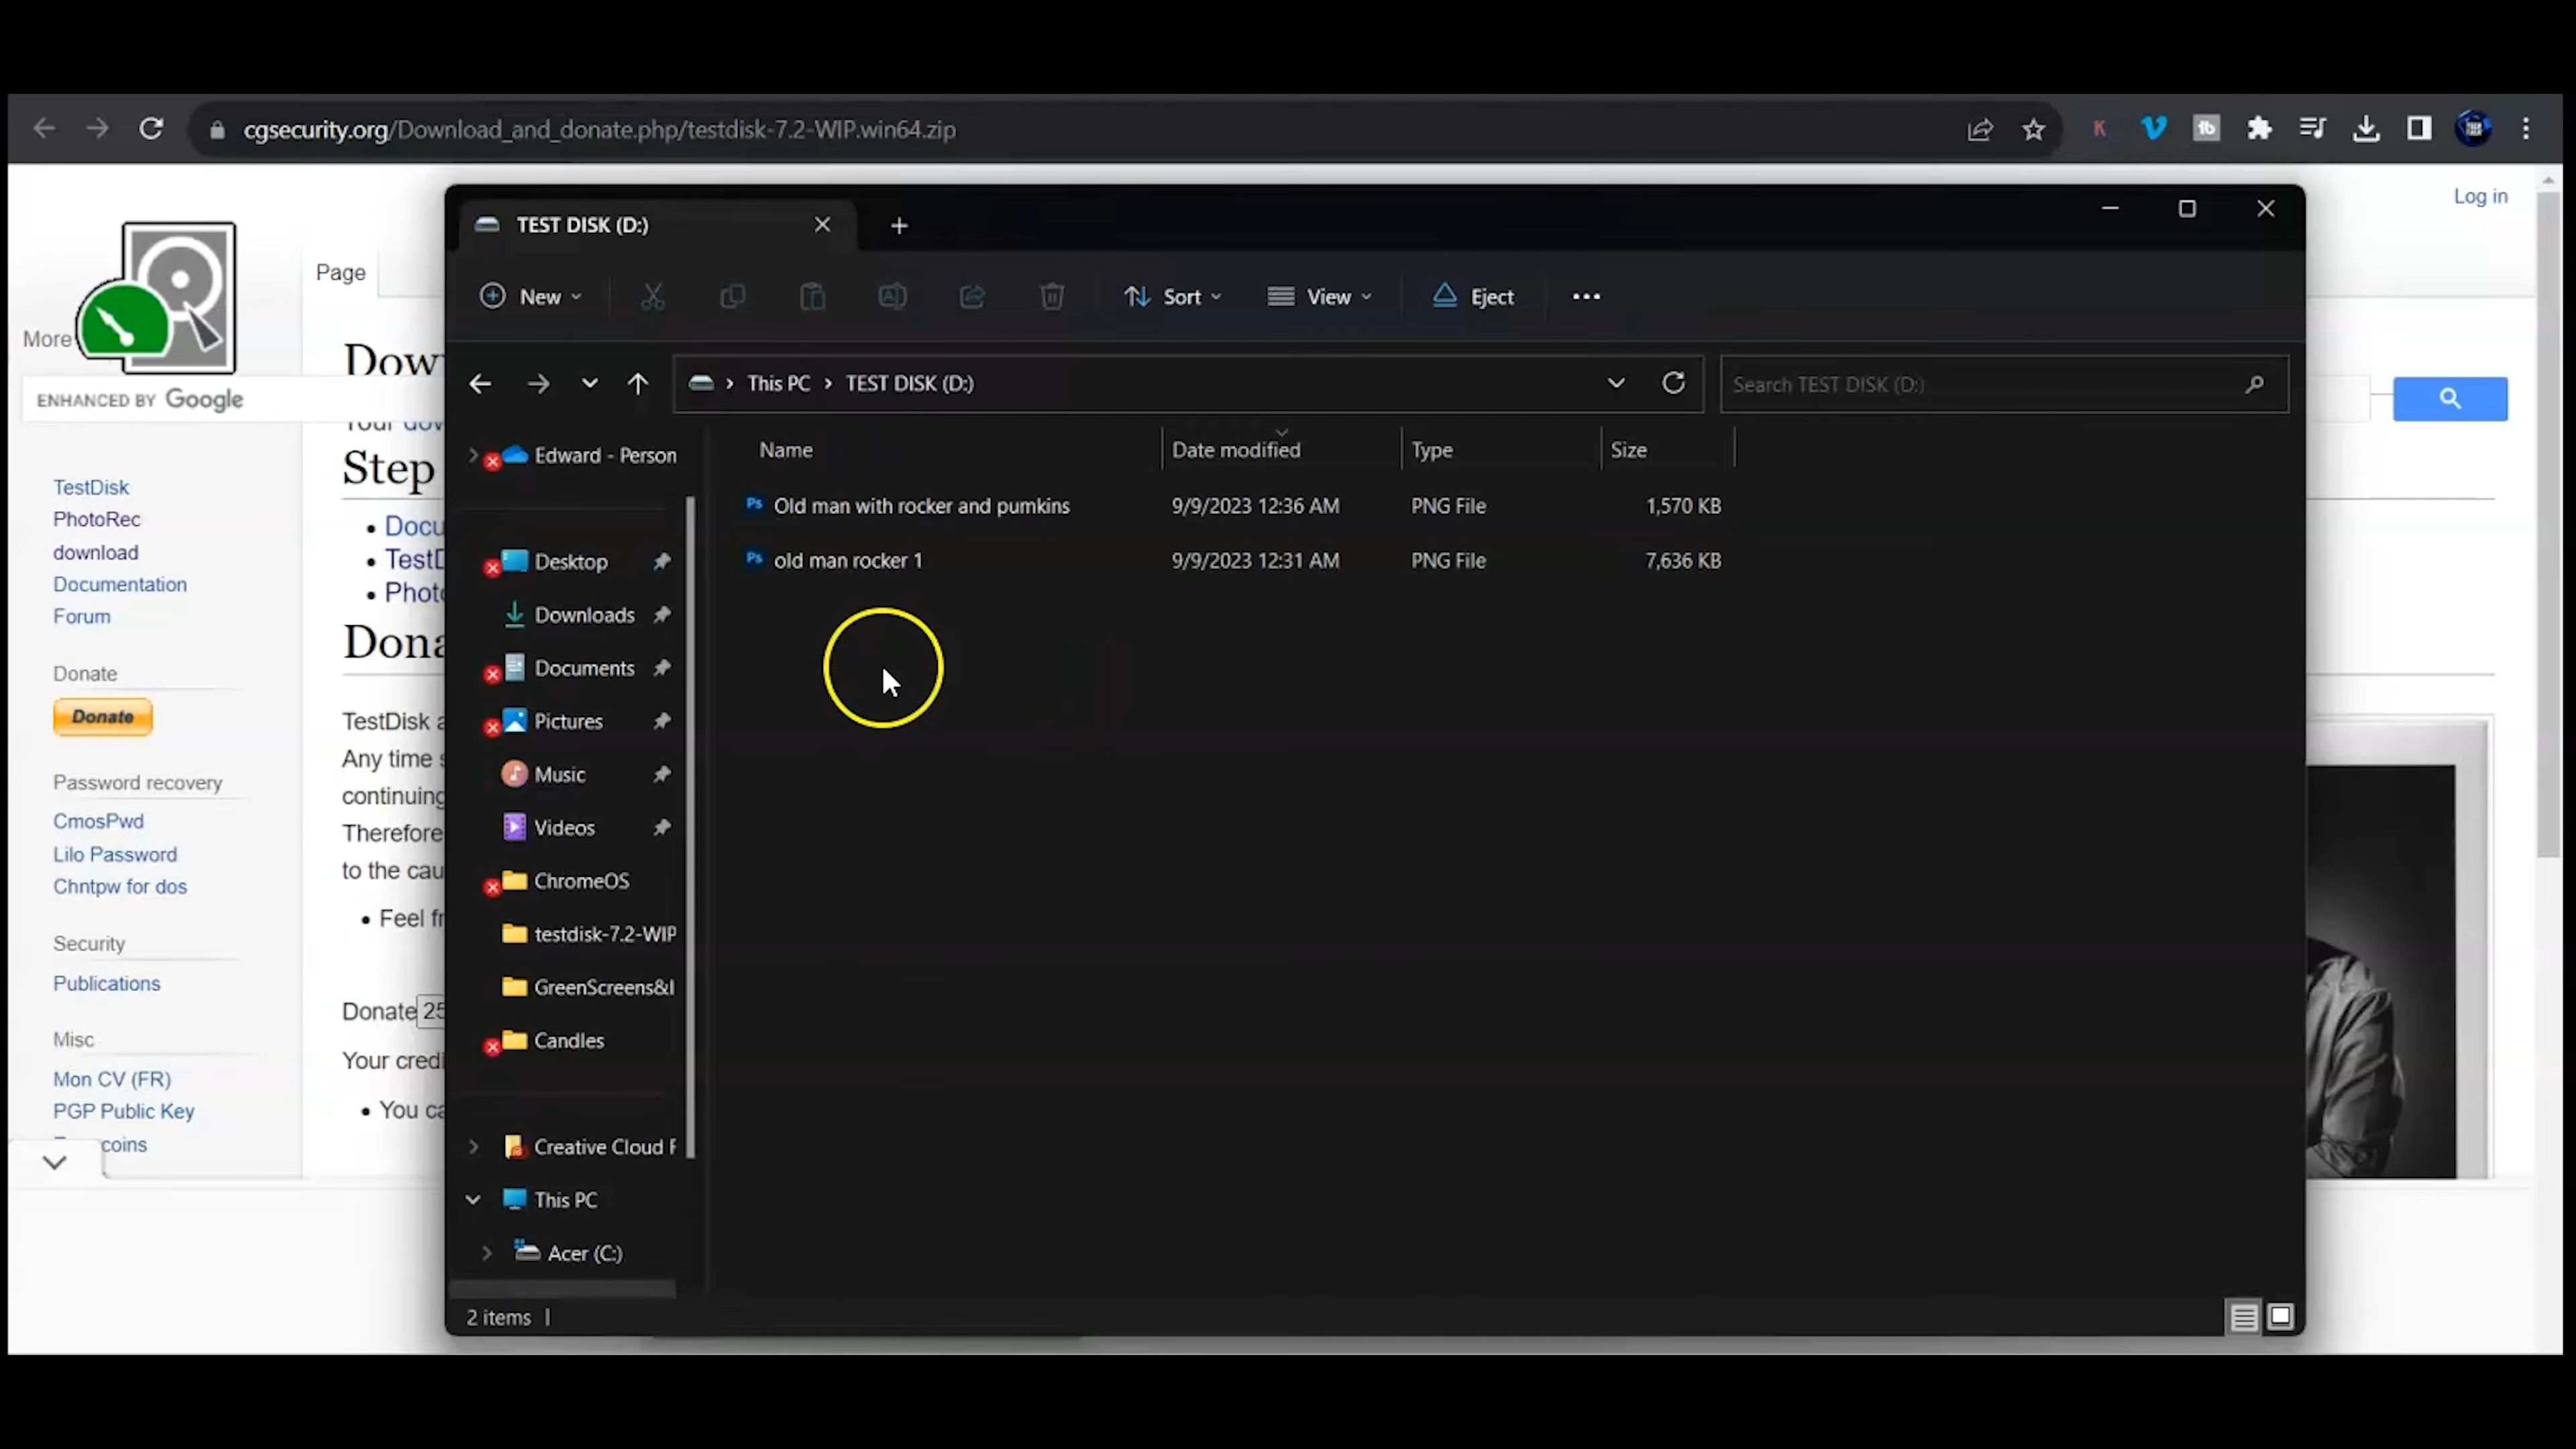 cgsecurity.org/Download_and_donate.php/testdisk-7.2-WIP.win64.zip
Log in
Page
More
ENHANCED BY Google
TestDisk
PhotoRec
download
Documentation
Forum
Donate
Donate
Password recovery
CmosPwd
Lilo Password
Chntpw for dos
Security
Publications
Misc
Mon CV (FR)
PGP Public Key
coins
Dow
Your dow
Step
Docu
TestD
Photo
Dona
TestDisk a
Any time s
continuing
Therefore
to the cau
Feel fr
Donate 25
Your credi
You ca
TEST DISK (D:)
New
Sort
View
Eject
This PC > TEST DISK (D:)
Search TEST DISK (D:)
Edward - Person
Desktop
Downloads
Documents
Pictures
Music
Videos
ChromeOS
testdisk-7.2-WIP
GreenScreens&I
Candles
Creative Cloud F
This PC
Acer (C:)
Name Date modified Type Size
Ps Old man with rocker and pumkins 9/9/2023 12:36 AM PNG File 1,570 KB
Ps old man rocker 1 9/9/2023 12:31 AM PNG File 7,636 KB
2 items